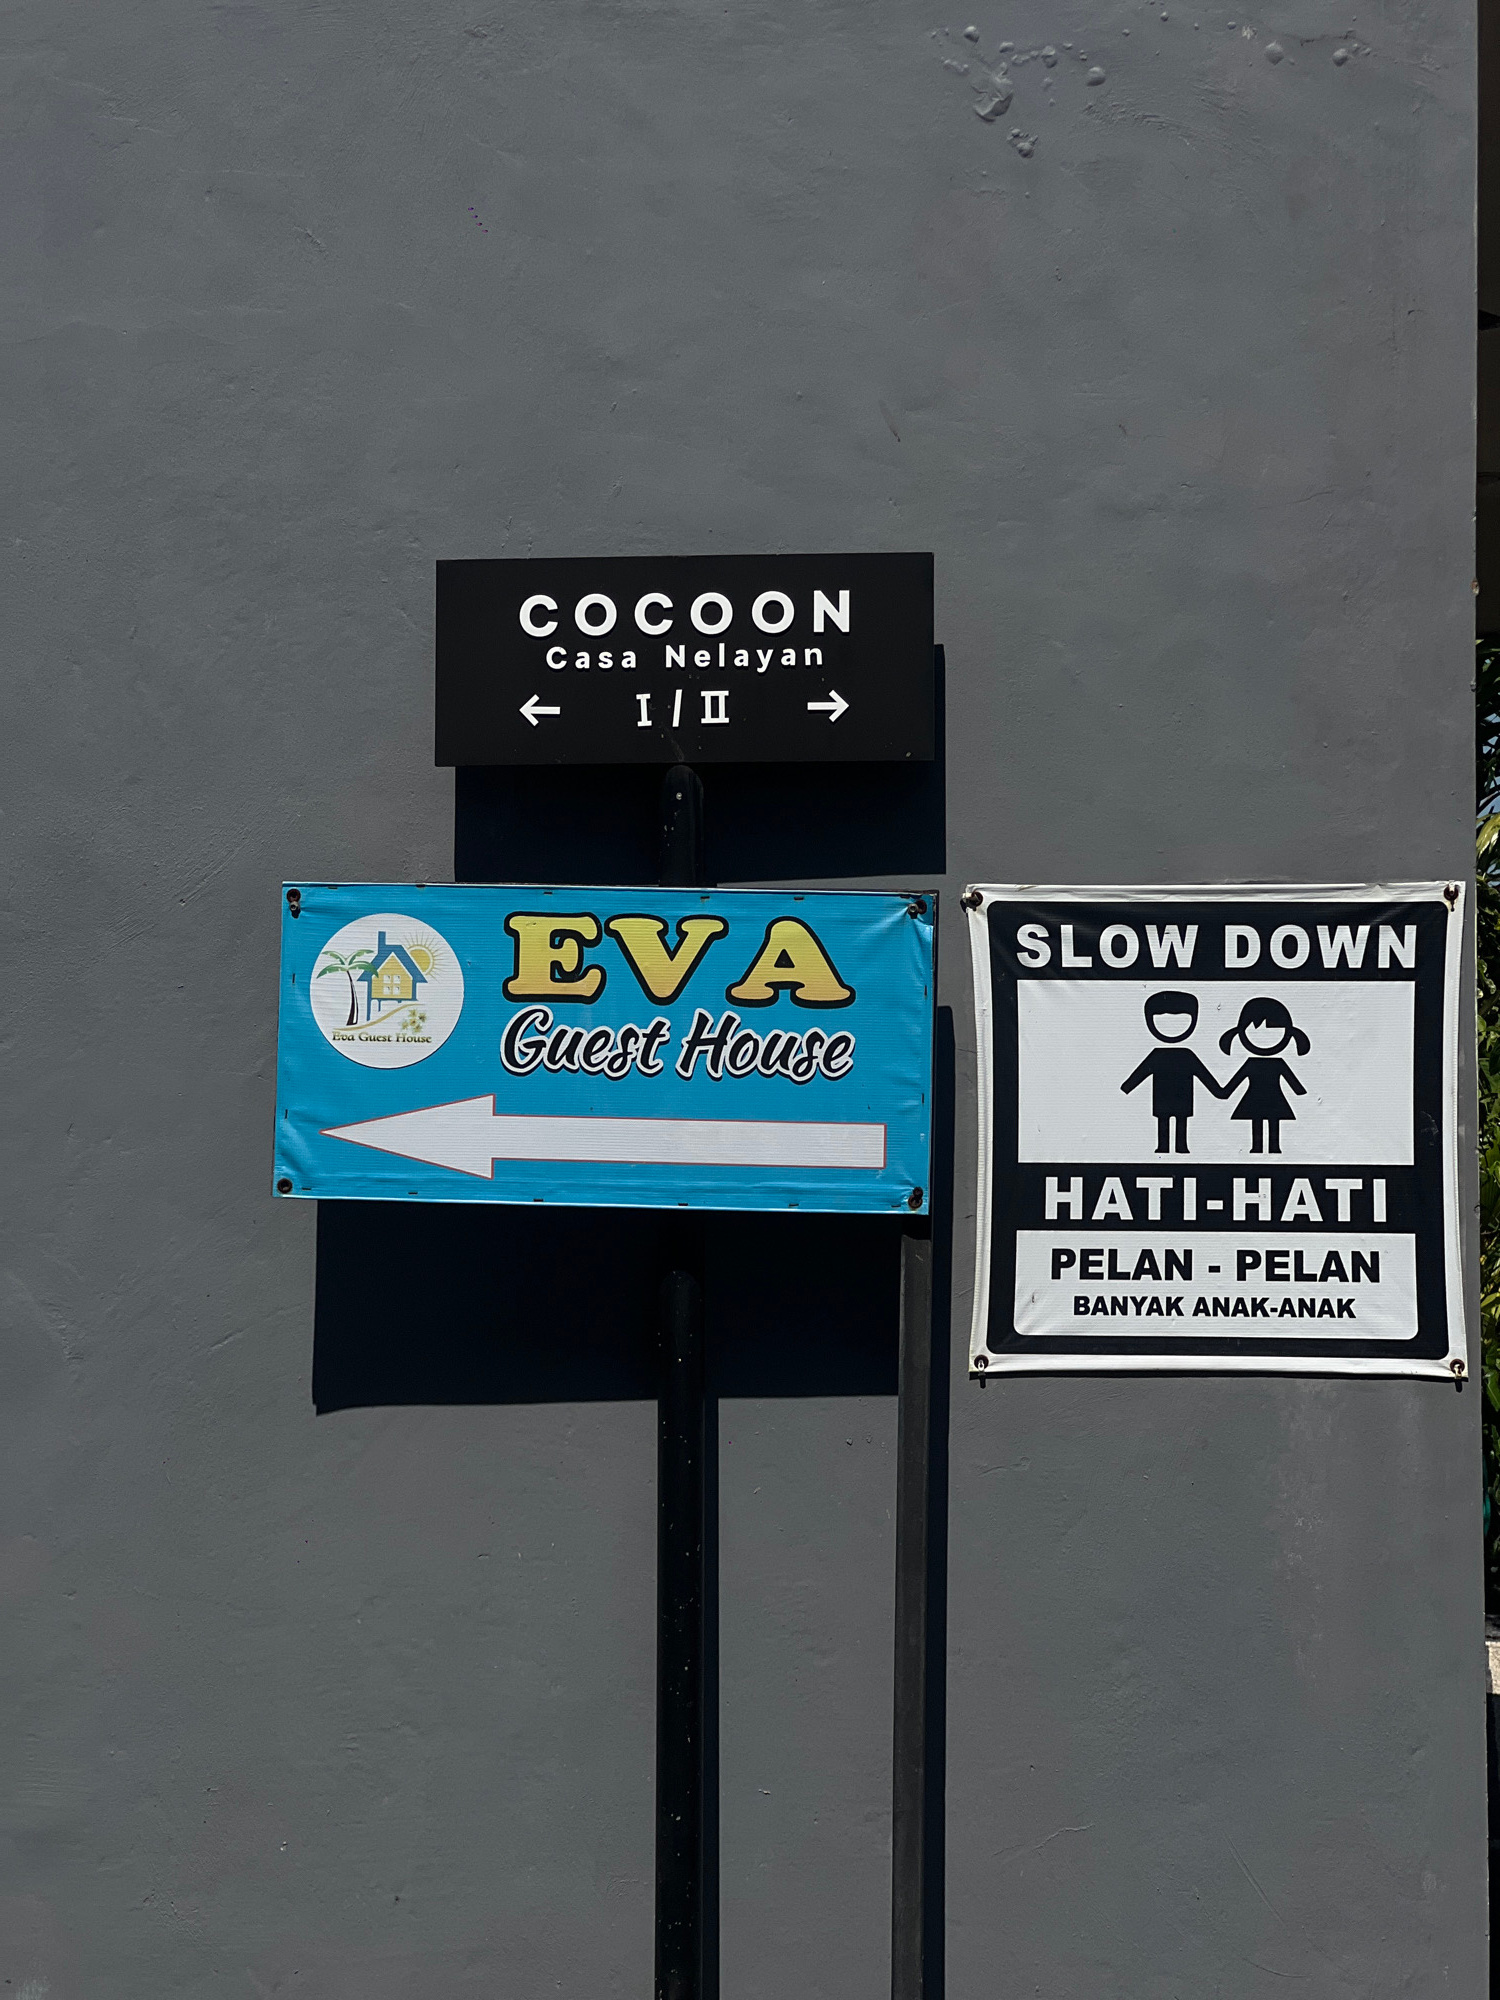 COCOON
Casa Nelayan
← I / II →
EVA
Guest House
Eva Guest House
SLOW DOWN
HATI-HATI
PELAN - PELAN
BANYAK ANAK-ANAK